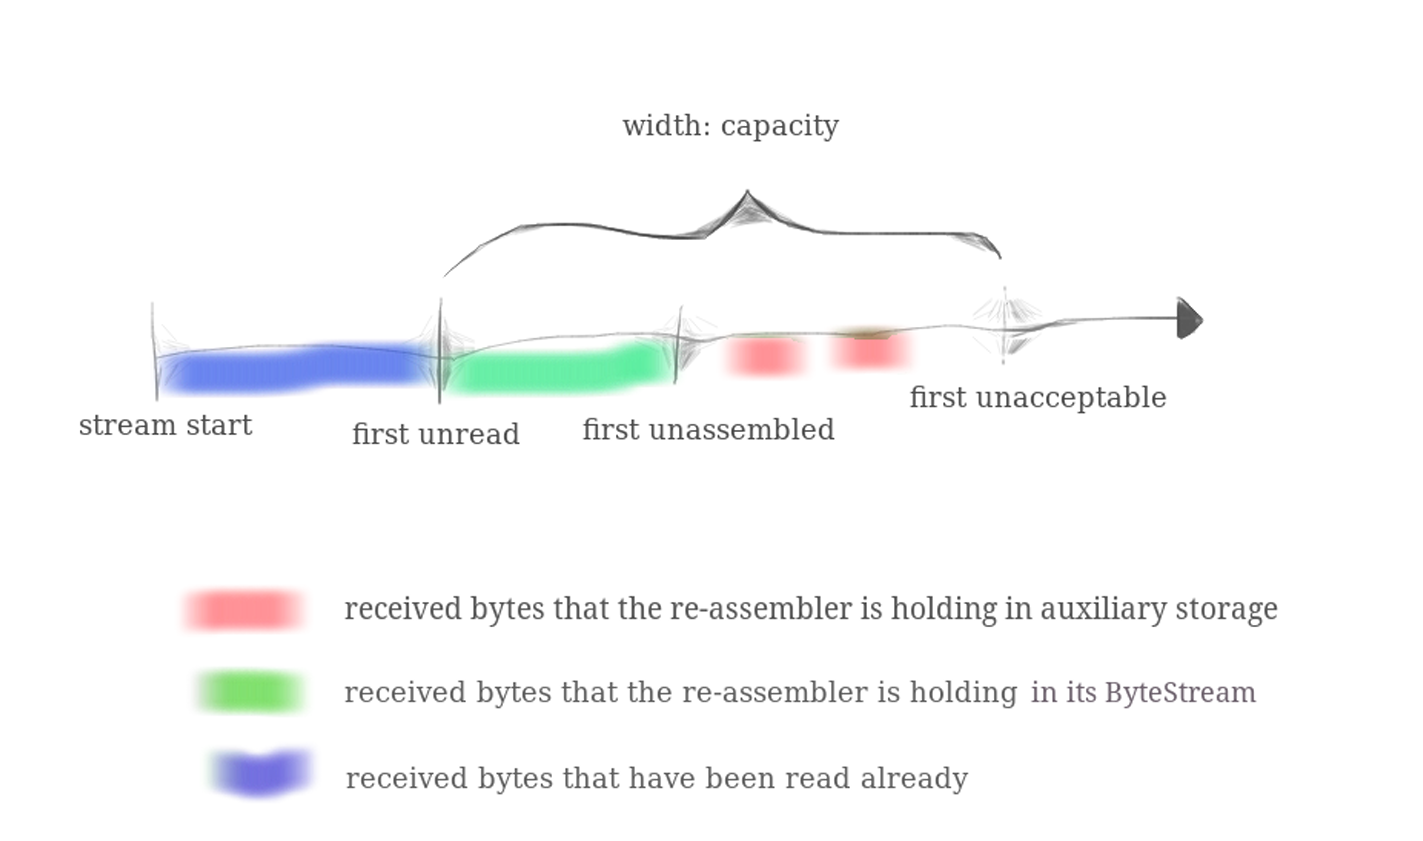 width: capacity
stream start
first unread
first unassembled
first unacceptable
received bytes that the re-assembler is holding in auxiliary storage
received bytes that the re-assembler is holding in its ByteStream
received bytes that have been read already